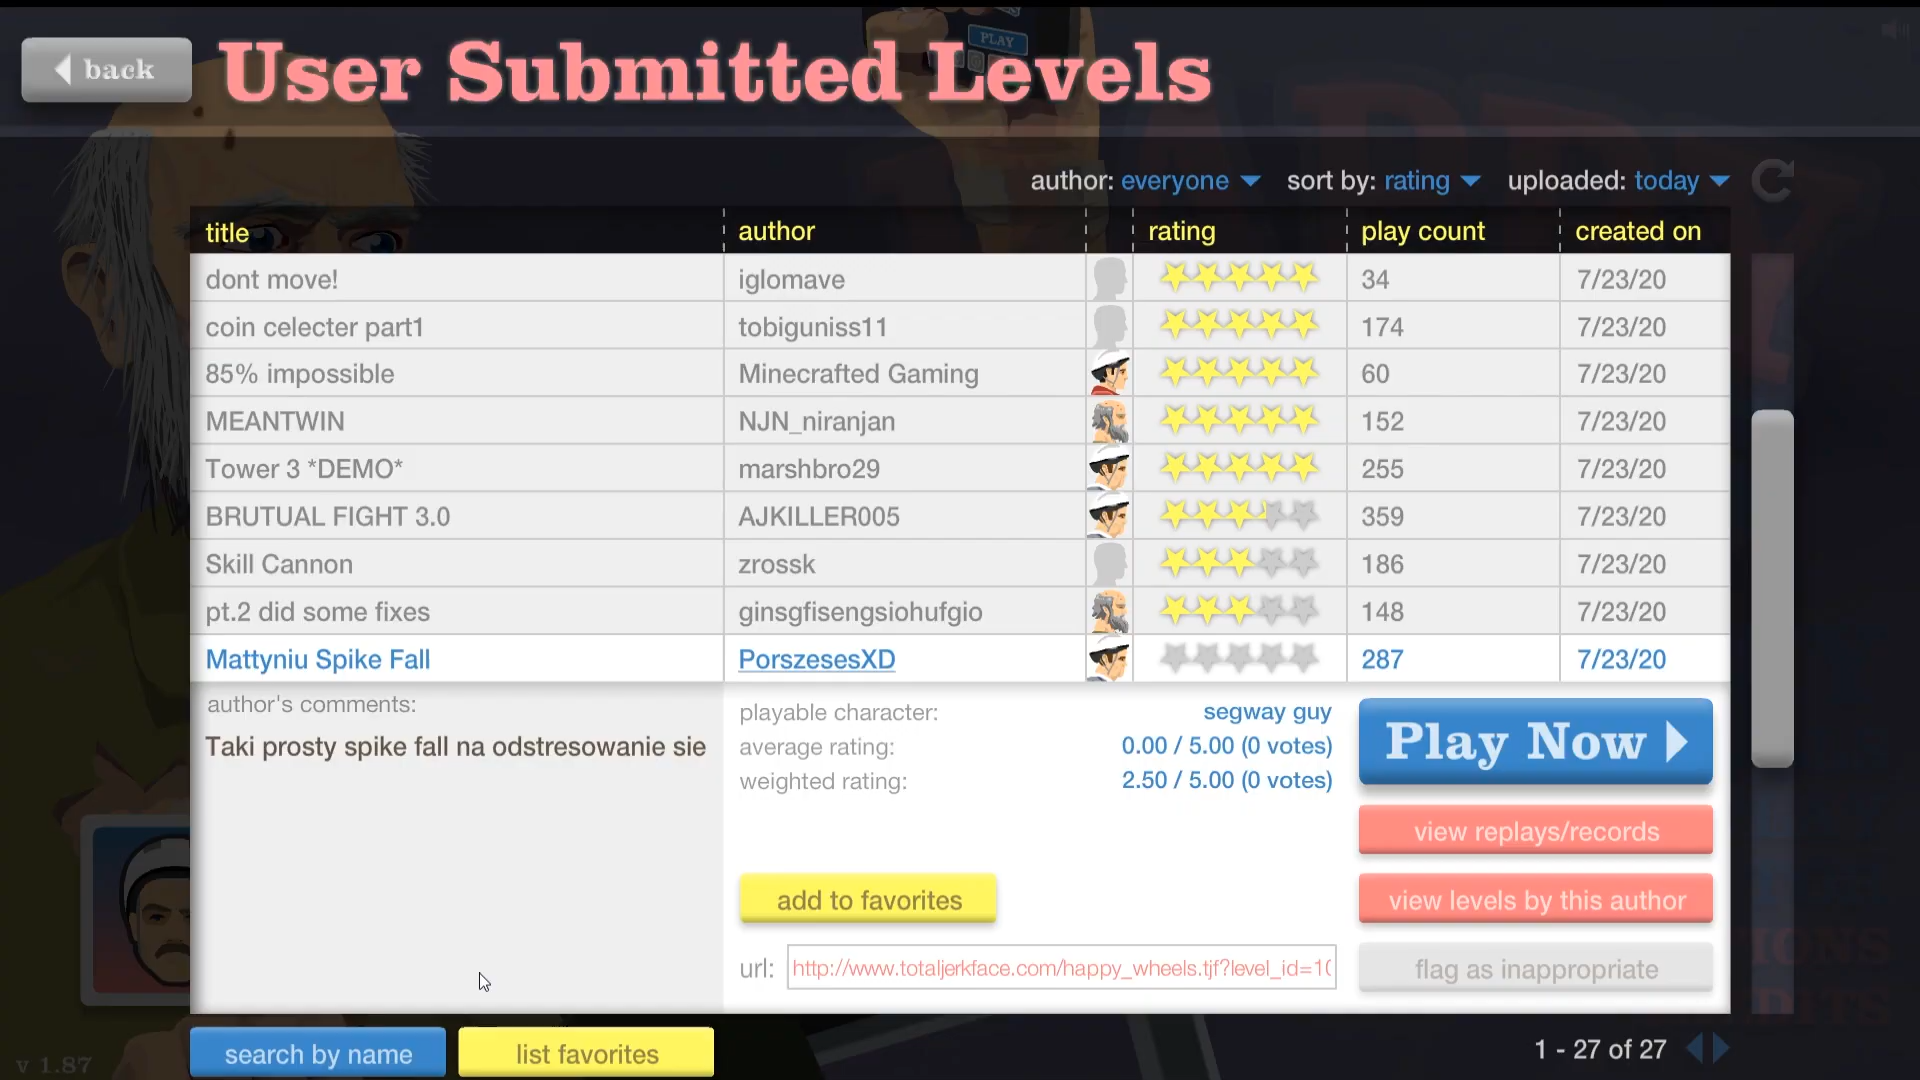 back
User Submitted Levels
PLAY
author: everyone sort by: rating uploaded: today
title author rating play count created on
dont move! iglomave 34 7/23/20
coin celecter part1 tobiguniss11 174 7/23/20
85% impossible Minecrafted Gaming 60 7/23/20
MEANTWIN NJN_niranjan 152 7/23/20
Tower 3 *DEMO* marshbro29 255 7/23/20
BRUTUAL FIGHT 3.0 AJKILLER005 359 7/23/20
Skill Cannon zrossk 186 7/23/20
pt.2 did some fixes ginsgfisengsiohufgio 148 7/23/20
Mattyniu Spike Fall PorszesesXD 287 7/23/20
author's comments:
Taki prosty spike fall na odstresowanie sie
playable character: segway guy
average rating: 0.00 / 5.00 (0 votes)
weighted rating: 2.50 / 5.00 (0 votes)
Play Now
view replays/records
add to favorites
view levels by this author
url: http://www.totaljerkface.com/happy_wheels.tjf?level_id=10
flag as inappropriate
search by name
list favorites
1 - 27 of 27
v 1.87